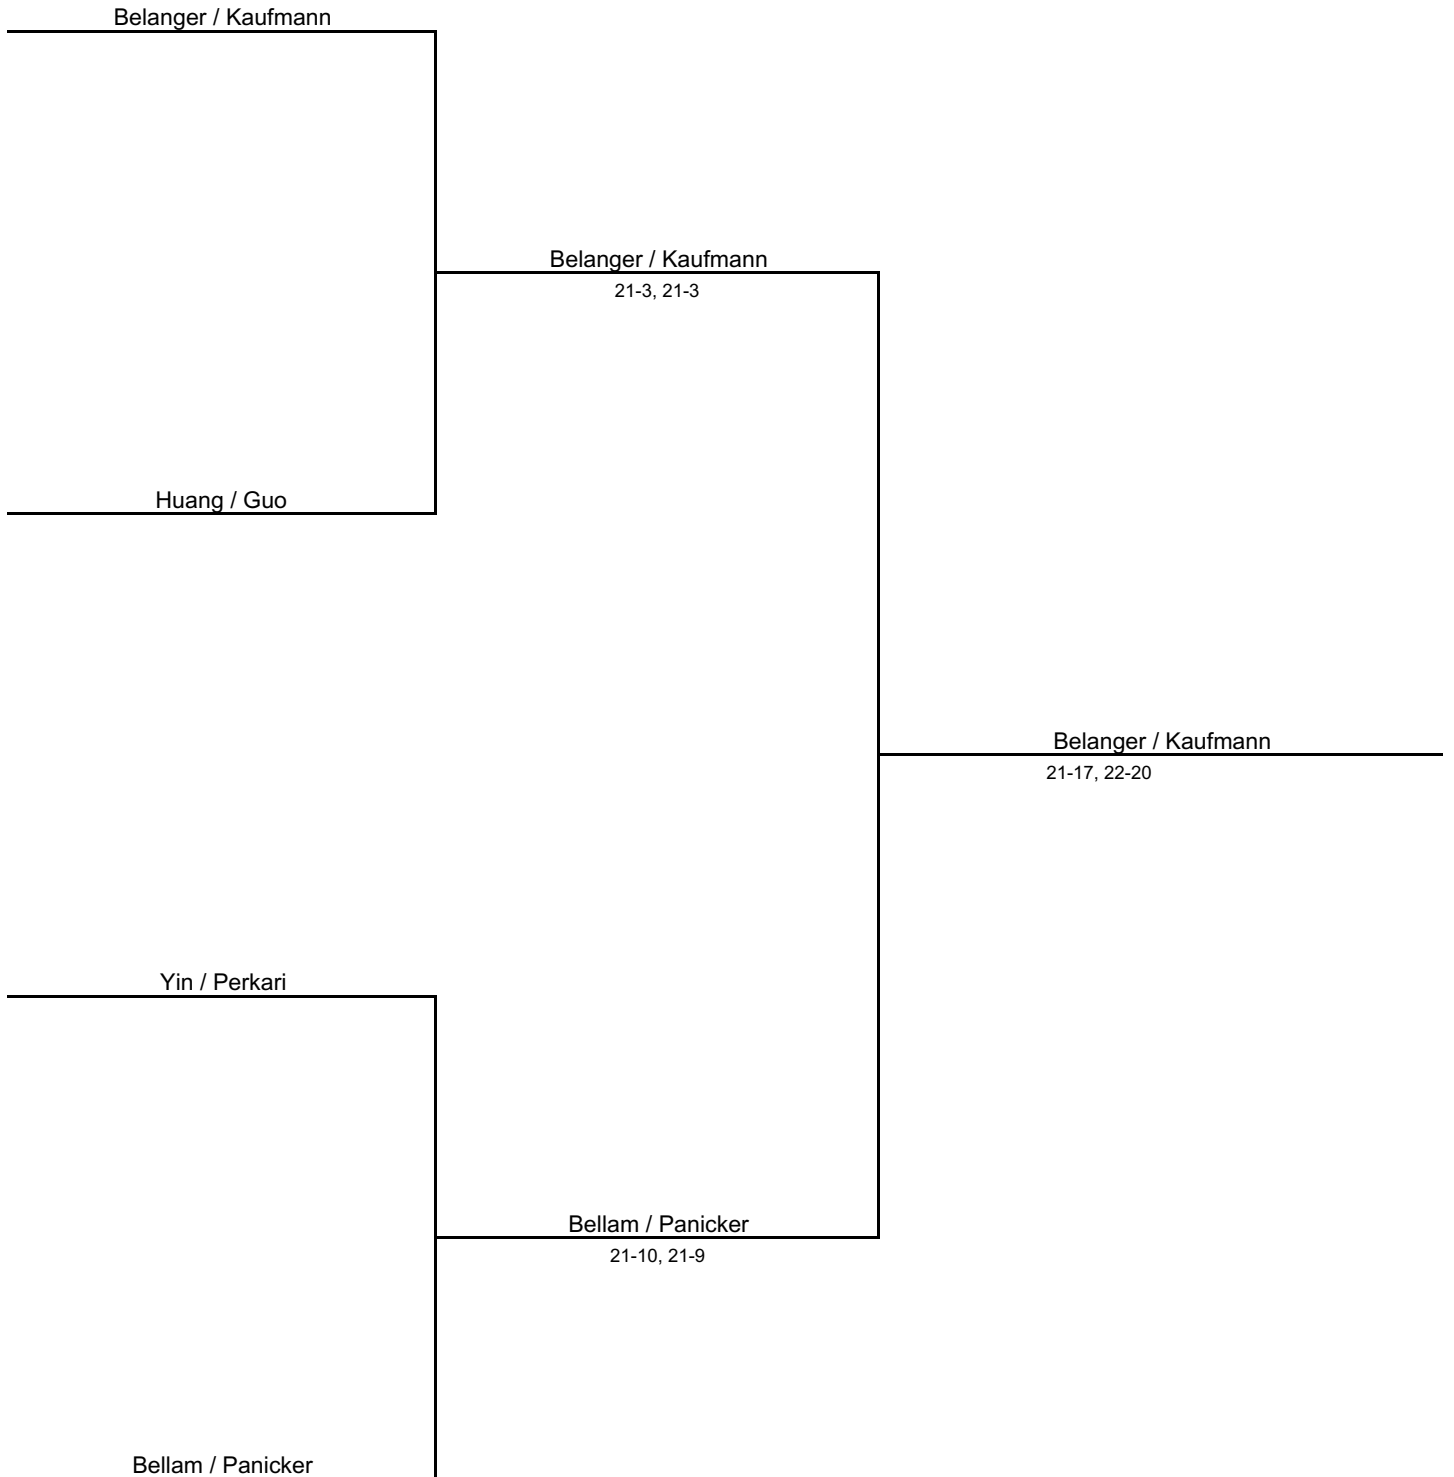 Belanger / Kaufmann
Belanger / Kaufmann
21-3, 21-3
Huang / Guo
Belanger / Kaufmann
21-17, 22-20
Yin / Perkari
Bellam / Panicker
21-10, 21-9
Bellam / Panicker